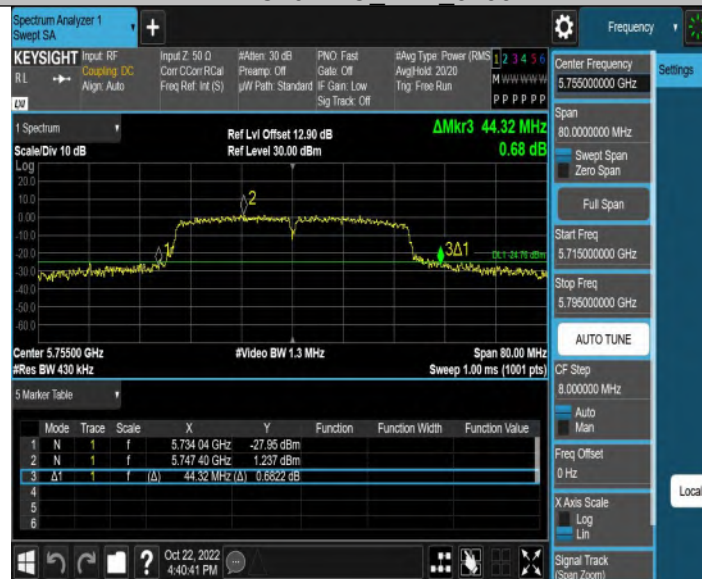 Spectrum Analyzer 1
Swept SA
+
Frequency
KEYSIGHT
RL
LXI
Input: RF
Coupling: DC
Align: Auto
Input Z: 50 Ω
Corr CCorr RCal
Freq Ref: Int (S)
#Atten: 30 dB
Preamp: Off
µW Path: Standard
PNO: Fast
Gate: Off
IF Gain: Low
Sig Track: Off
#Avg Type: Power (RMS
Avg|Hold: 20/20
Trig: Free Run
1 2 3 4 5 6
M W W W W W
P P P P P P
1 Spectrum
Scale/Div 10 dB
Ref Lvl Offset 12.90 dB
Ref Level 30.00 dBm
ΔMkr3 44.32 MHz
0.68 dB
Log
20.0
10.0
0.00
-10.0
-20.0
-30.0
-40.0
-50.0
-60.0
2
1
3Δ1
DL1 -24.76 dBm
Center 5.75500 GHz
#Video BW 1.3 MHz
Span 80.00 MHz
#Res BW 430 kHz
Sweep 1.00 ms (1001 pts)
5 Marker Table
Mode Trace Scale X Y Function Function Width Function Value
1 N 1 f 5.734 04 GHz -27.95 dBm
2 N 1 f 5.747 40 GHz 1.237 dBm
3 Δ1 1 f (Δ) 44.32 MHz (Δ) 0.6822 dB
4
5
6
?
Oct 22, 2022
4:40:41 PM
Center Frequency
5.755000000 GHz
Settings
Span
80.0000000 MHz
Swept Span
Zero Span
Full Span
Start Freq
5.715000000 GHz
Stop Freq
5.795000000 GHz
AUTO TUNE
CF Step
8.000000 MHz
Auto
Man
Freq Offset
0 Hz
Local
X Axis Scale
Log
Lin
Signal Track
(Span Zoom)